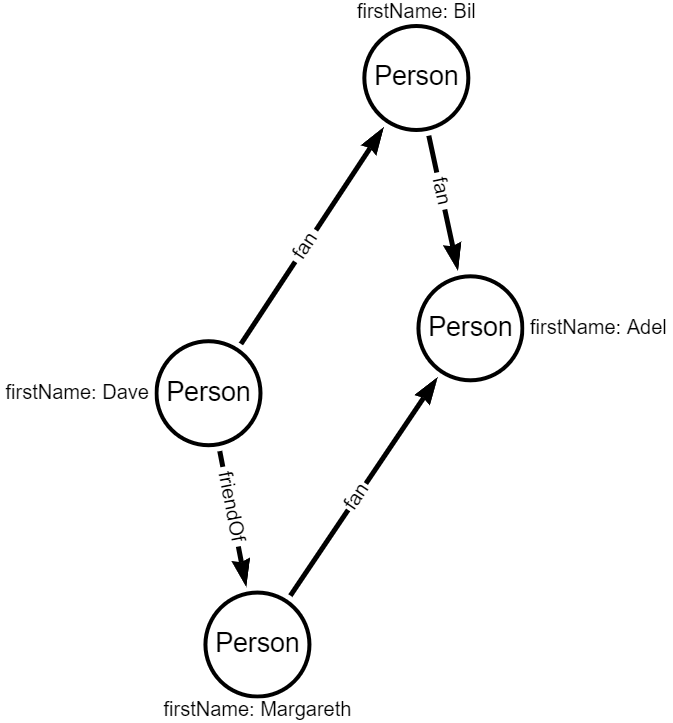 firstName: Bil
Person
fan
fan
Person
firstName: Adel
firstName: Dave
Person
friendOf
fan
Person
firstName: Margareth